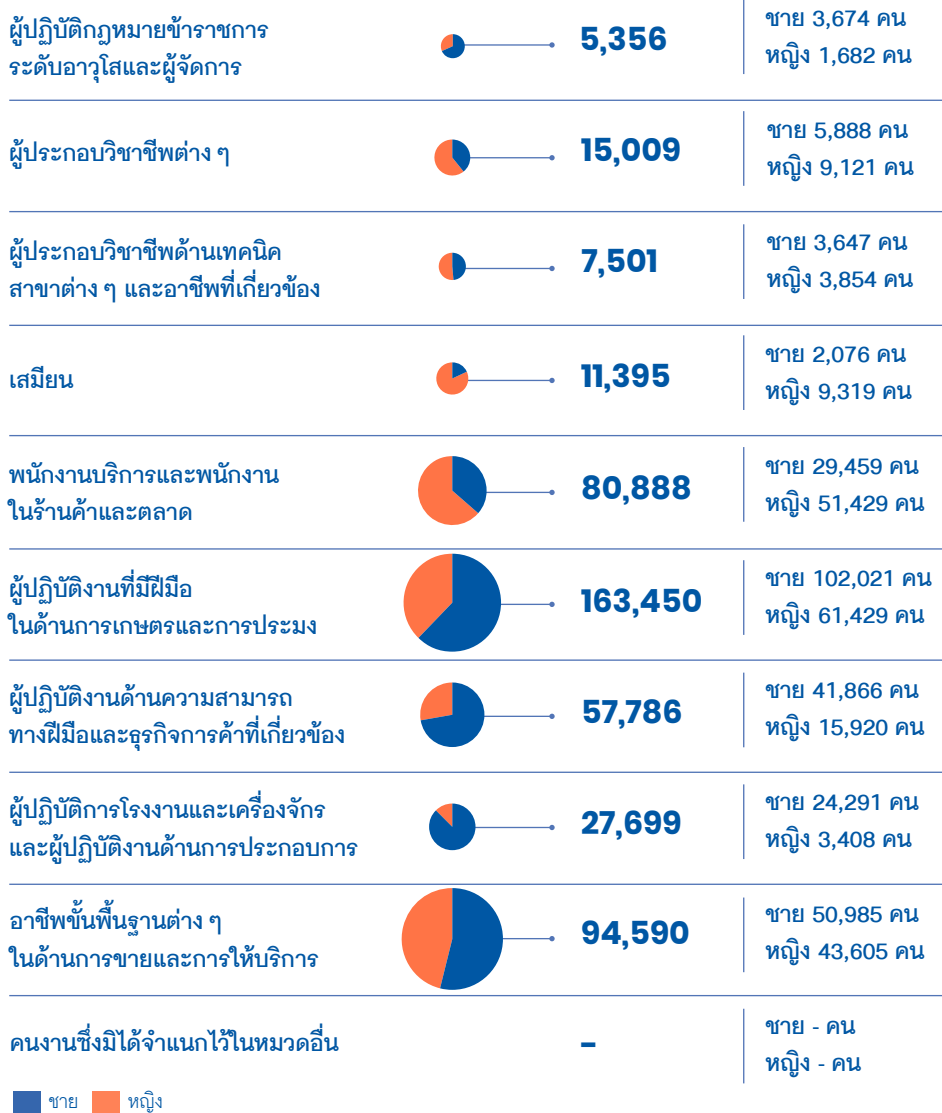 ผู้ปฏิบัติกฎหมายข้าราชการ
ระดับอาวุโสและผู้จัดการ
5,356
ชาย 3,674 คน
หญิง 1,682 คน
ผู้ประกอบวิชาชีพต่าง ๆ
15,009
ชาย 5,888 คน
หญิง 9,121 คน
ผู้ประกอบวิชาชีพด้านเทคนิค
สาขาต่าง ๆ และอาชีพที่เกี่ยวข้อง
7,501
ชาย 3,647 คน
หญิง 3,854 คน
เสมียน
11,395
ชาย 2,076 คน
หญิง 9,319 คน
พนักงานบริการและพนักงาน
ในร้านค้าและตลาด
80,888
ชาย 29,459 คน
หญิง 51,429 คน
ผู้ปฏิบัติงานที่มีฝีมือ
ในด้านการเกษตรและการประมง
163,450
ชาย 102,021 คน
หญิง 61,429 คน
ผู้ปฏิบัติงานด้านความสามารถ
ทางฝีมือและธุรกิจการค้าที่เกี่ยวข้อง
57,786
ชาย 41,866 คน
หญิง 15,920 คน
ผู้ปฏิบัติการโรงงานและเครื่องจักร
และผู้ปฏิบัติงานด้านการประกอบการ
27,699
ชาย 24,291 คน
หญิง 3,408 คน
อาชีพขั้นพื้นฐานต่าง ๆ
ในด้านการขายและการให้บริการ
94,590
ชาย 50,985 คน
หญิง 43,605 คน
คนงานซึ่งมิได้จำแนกไว้ในหมวดอื่น
–
ชาย - คน
หญิง - คน
ชาย หญิง